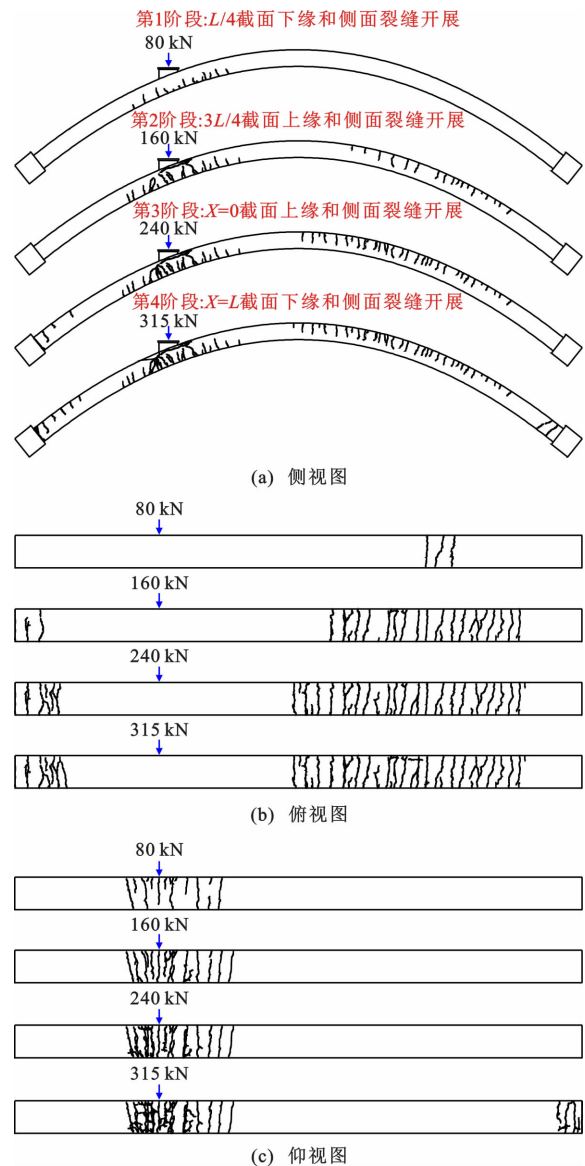 第1阶段:L/4截面下缘和侧面裂缝开展
80 kN
第2阶段:3L/4截面上缘和侧面裂缝开展
160 kN
第3阶段:X=0截面上缘和侧面裂缝开展
240 kN
第4阶段:X=L截面下缘和侧面裂缝开展
315 kN
(a) 侧视图
80 kN
160 kN
240 kN
315 kN
(b) 俯视图
80 kN
160 kN
240 kN
315 kN
(c) 仰视图